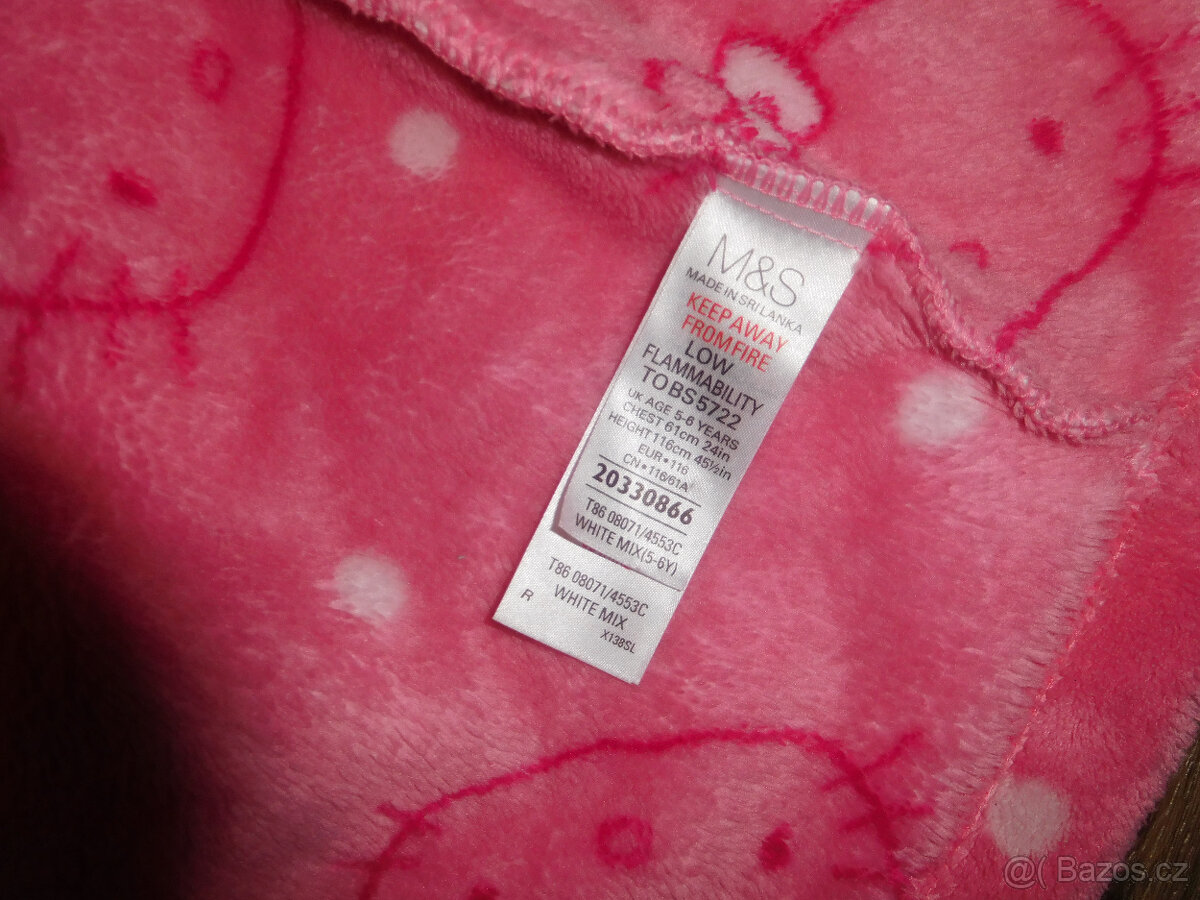 M&S
MADE IN SRI LANKA
KEEP AWAY
FROM FIRE
LOW
FLAMMABILITY
TO BS 5722
UK AGE 5-6 YEARS
CHEST 61cm 24in
HEIGHT 116cm 45½in
EUR•116
CN•116/61A
20330866
T86 08071/4553C
WHITE MIX(5-6Y)
T86 08071/4553C
WHITE MIX
R
X138SL
@( Bazos.cz